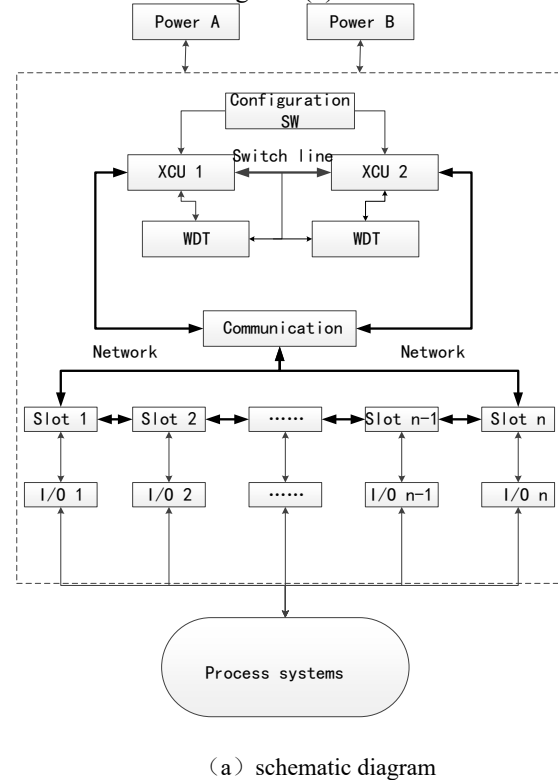 Power A
Power B
Configuration
SW
Switch line
XCU 1
XCU 2
WDT
WDT
Communication
Network
Network
Slot 1
Slot 2
……
Slot n-1
Slot n
I/O 1
I/O 2
……
I/O n-1
I/O n
Process systems
（a）schematic diagram